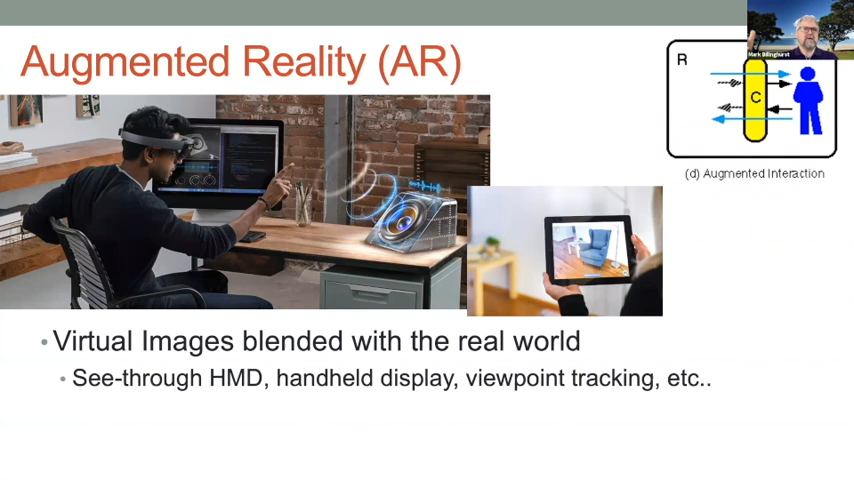 Augmented Reality (AR)
Mark Billinghurst
R
C
(d) Augmented Interaction
• Virtual Images blended with the real world
• See-through HMD, handheld display, viewpoint tracking, etc..